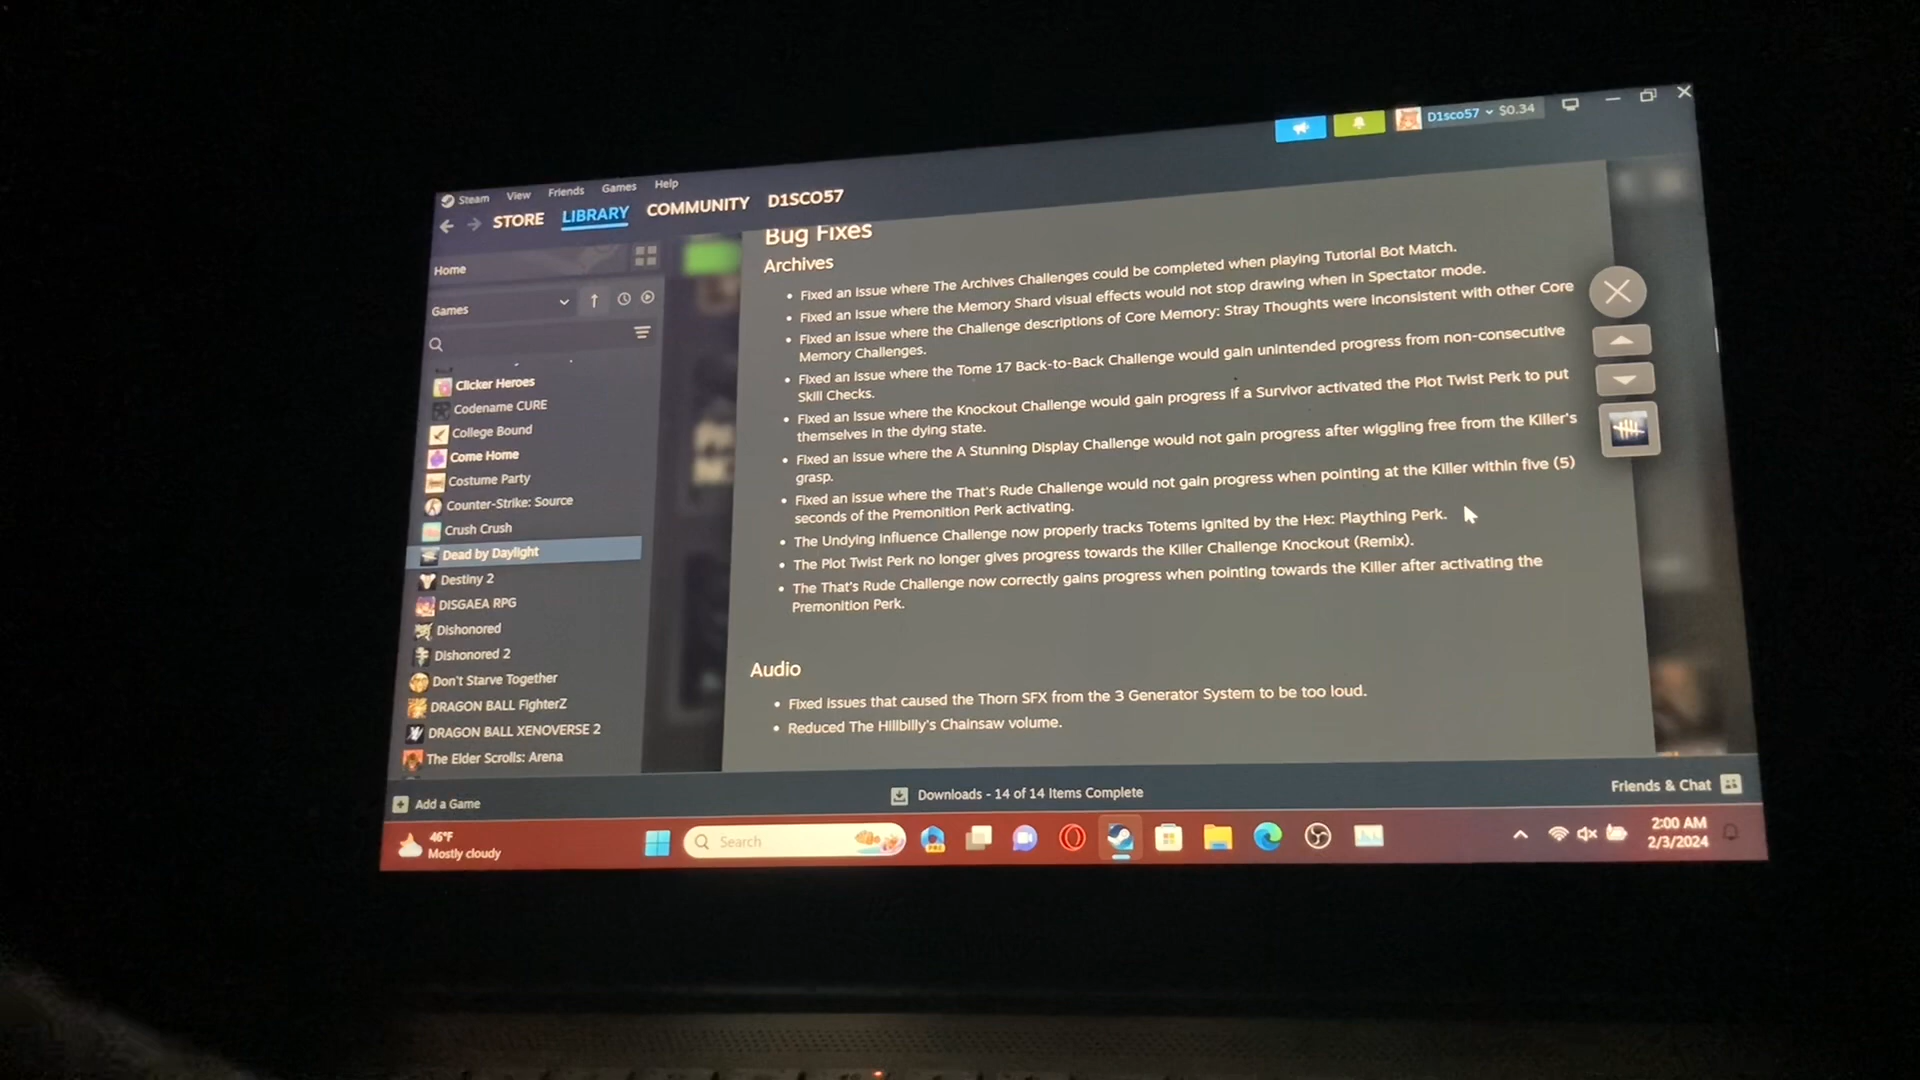 D1sco57 $0.34
Steam View Friends Games Help
STORE LIBRARY COMMUNITY D1SCO57
Home
Games
Clicker Heroes
Codename CURE
College Bound
Come Home
Costume Party
Counter-Strike: Source
Crush Crush
Dead by Daylight
Destiny 2
DISGAEA RPG
Dishonored
Dishonored 2
Don't Starve Together
DRAGON BALL FighterZ
DRAGON BALL XENOVERSE 2
The Elder Scrolls: Arena
Bug Fixes
Archives
• Fixed an issue where The Archives Challenges could be completed when playing Tutorial Bot Match.
• Fixed an issue where the Memory Shard visual effects would not stop drawing when in Spectator mode.
• Fixed an issue where the Challenge descriptions of Core Memory: Stray Thoughts were inconsistent with other Core
Memory Challenges.
• Fixed an issue where the Tome 17 Back-to-Back Challenge would gain unintended progress from non-consecutive
Skill Checks.
• Fixed an issue where the Knockout Challenge would gain progress if a Survivor activated the Plot Twist Perk to put
themselves in the dying state.
• Fixed an issue where the A Stunning Display Challenge would not gain progress after wiggling free from the Killer's
grasp.
• Fixed an issue where the That's Rude Challenge would not gain progress when pointing at the Killer within five (5)
seconds of the Premonition Perk activating.
• The Undying Influence Challenge now properly tracks Totems ignited by the Hex: Plaything Perk.
• The Plot Twist Perk no longer gives progress towards the Killer Challenge Knockout (Remix).
• The That's Rude Challenge now correctly gains progress when pointing towards the Killer after activating the
Premonition Perk.
Audio
• Fixed issues that caused the Thorn SFX from the 3 Generator System to be too loud.
• Reduced The Hillbilly's Chainsaw volume.
Add a Game
Downloads - 14 of 14 Items Complete
Friends & Chat
46°F
Mostly cloudy
Search
2:00 AM
2/3/2024